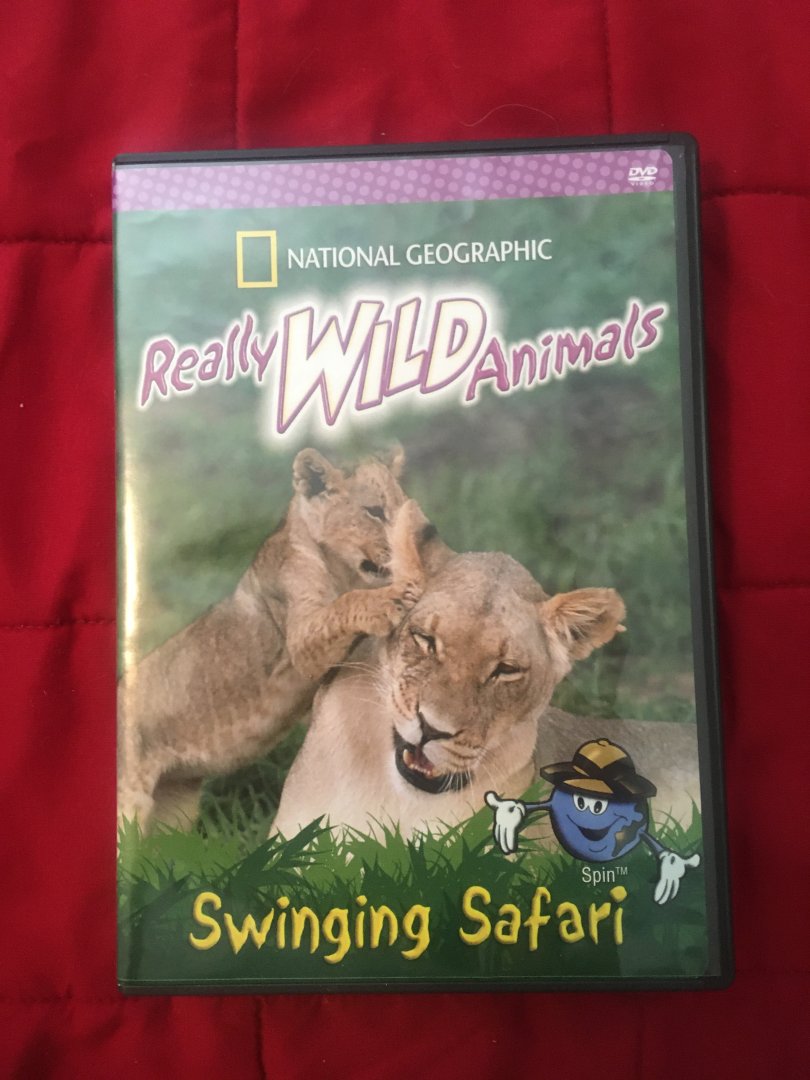 DVD
VIDEO
NATIONAL GEOGRAPHIC
Really WILD Animals
Spin™
Swinging Safari